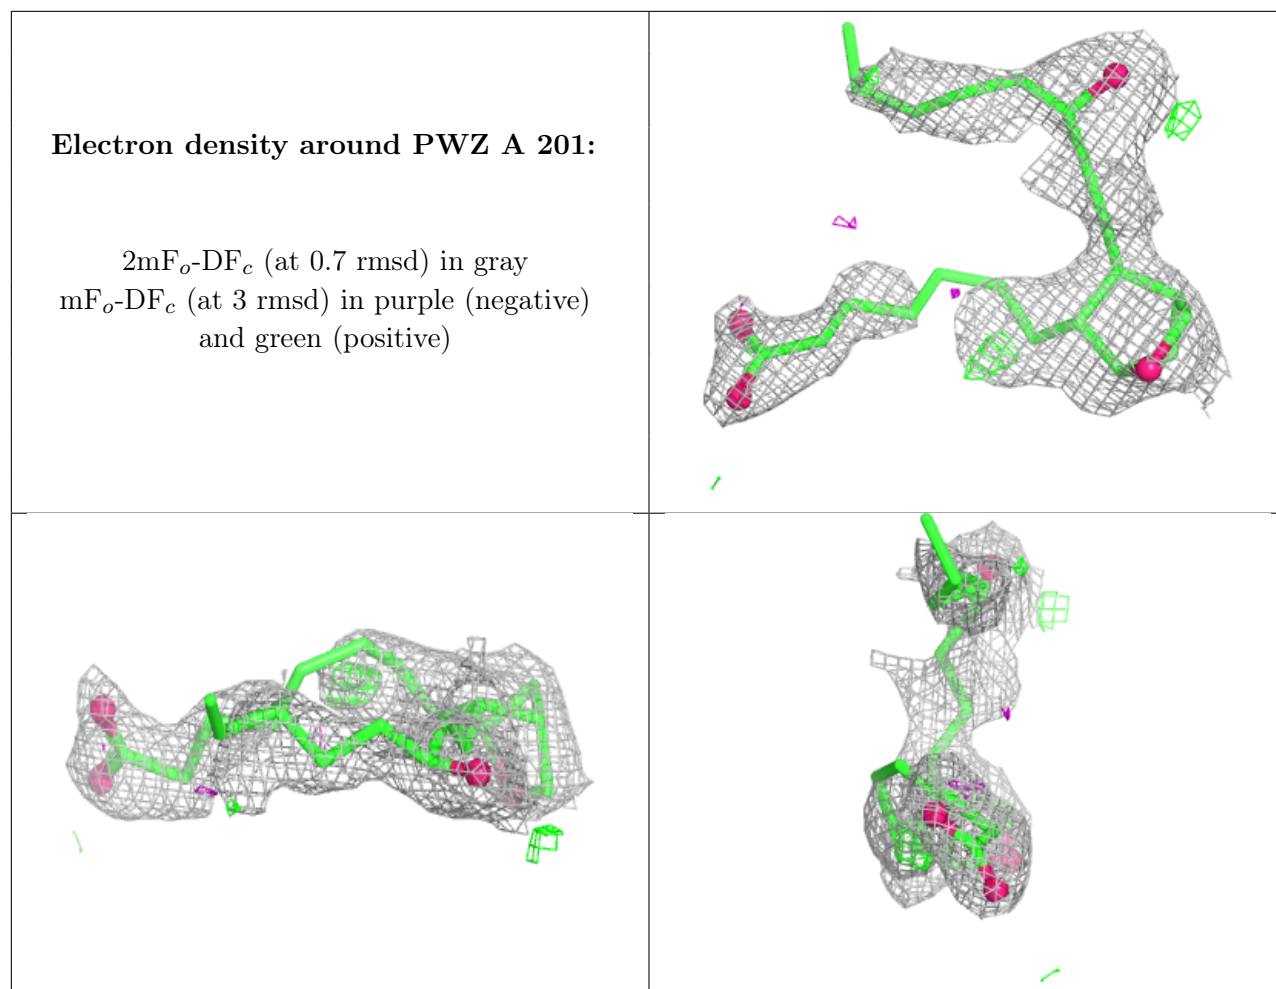 Electron density around PWZ A 201:
2mFo-DFc (at 0.7 rmsd) in gray
mFo-DFc (at 3 rmsd) in purple (negative)
and green (positive)